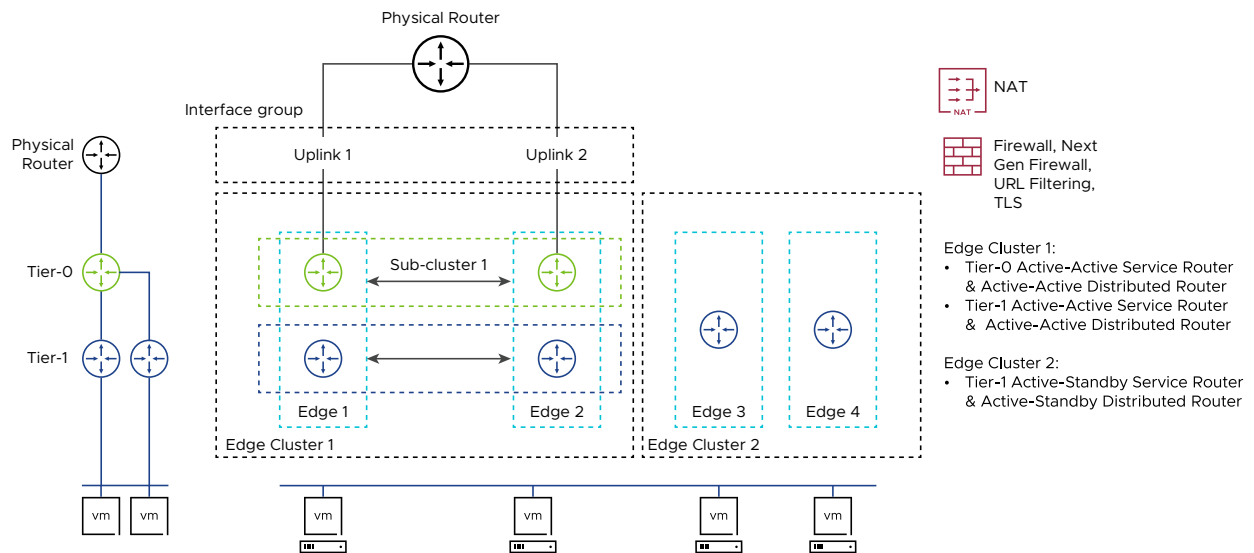 Physical Router
Interface group
Uplink 1
Uplink 2
Physical
Router
Tier-0
Tier-1
Sub-cluster 1
Edge 1
Edge 2
Edge Cluster 1
Edge 3
Edge 4
Edge Cluster 2
vm
vm
vm
vm
vm
vm
NAT
NAT
Firewall, Next
Gen Firewall,
URL Filtering,
TLS
Edge Cluster 1:
• Tier-0 Active-Active Service Router
& Active-Active Distributed Router
• Tier-1 Active-Active Service Router
& Active-Active Distributed Router
Edge Cluster 2:
• Tier-1 Active-Standby Service Router
& Active-Standby Distributed Router